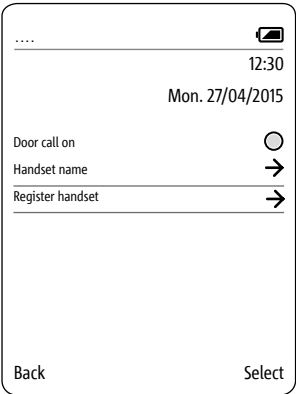 ....
12:30
Mon. 27/04/2015
Door call on
Handset name
Register handset
Back Select